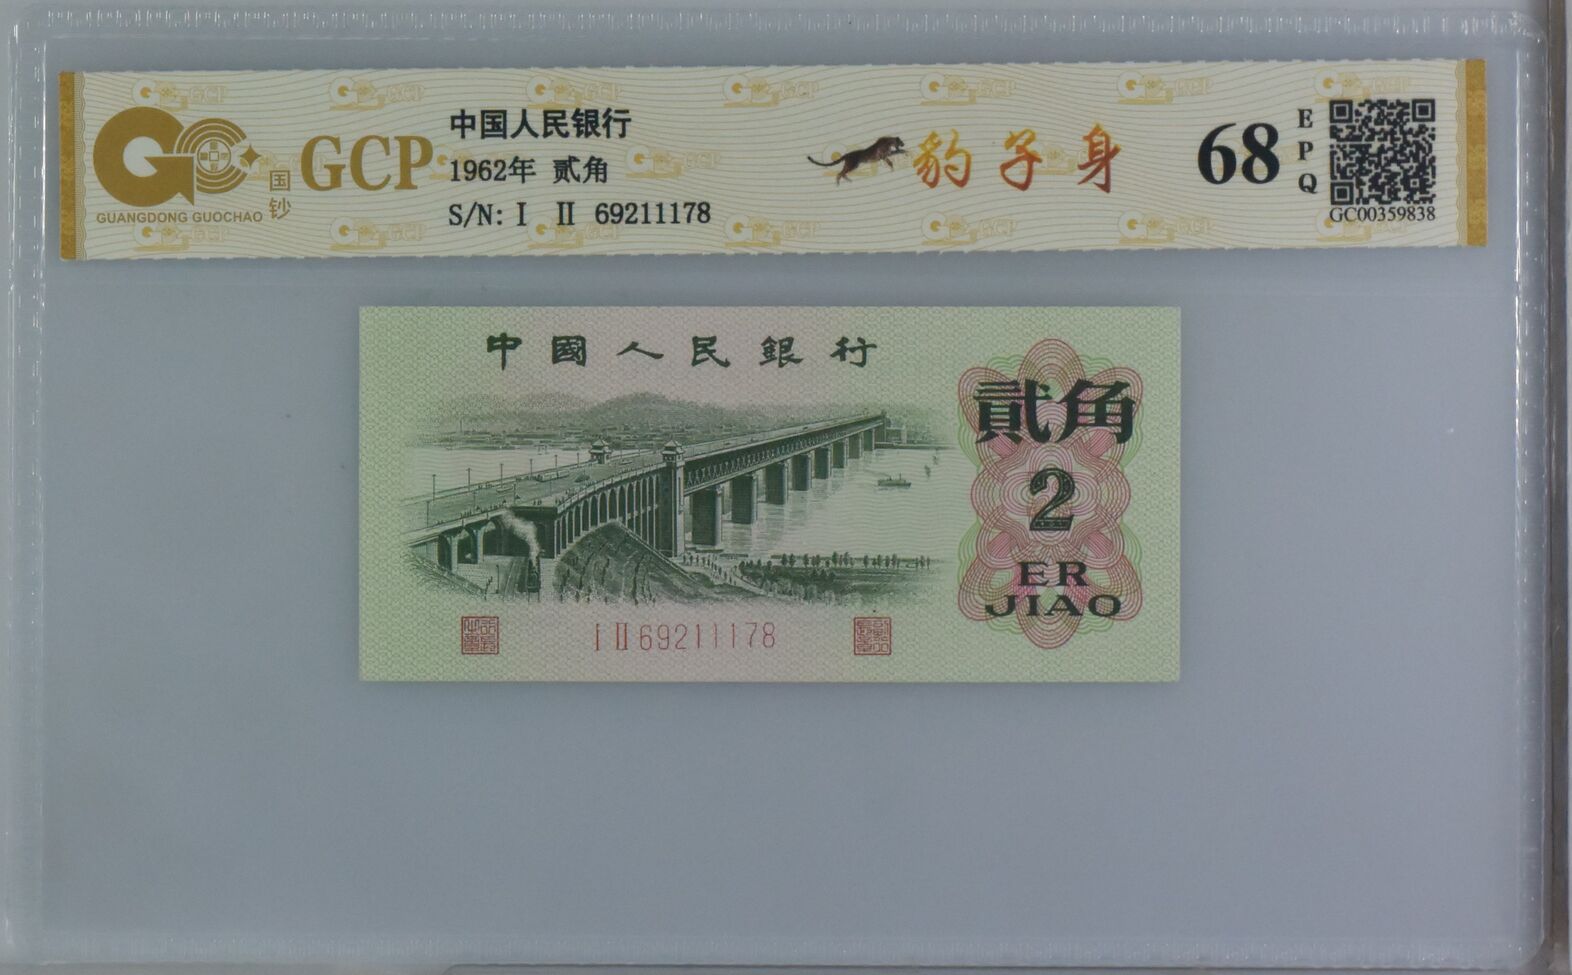 GUANGDONG GUOCHAO
国钞
GCP
中国人民银行
1962年 贰角
S/N: I II 69211178
豹子身
68
EPQ
GC00359838
中國人民銀行
貳角
2
ER
JIAO
I II 69211178